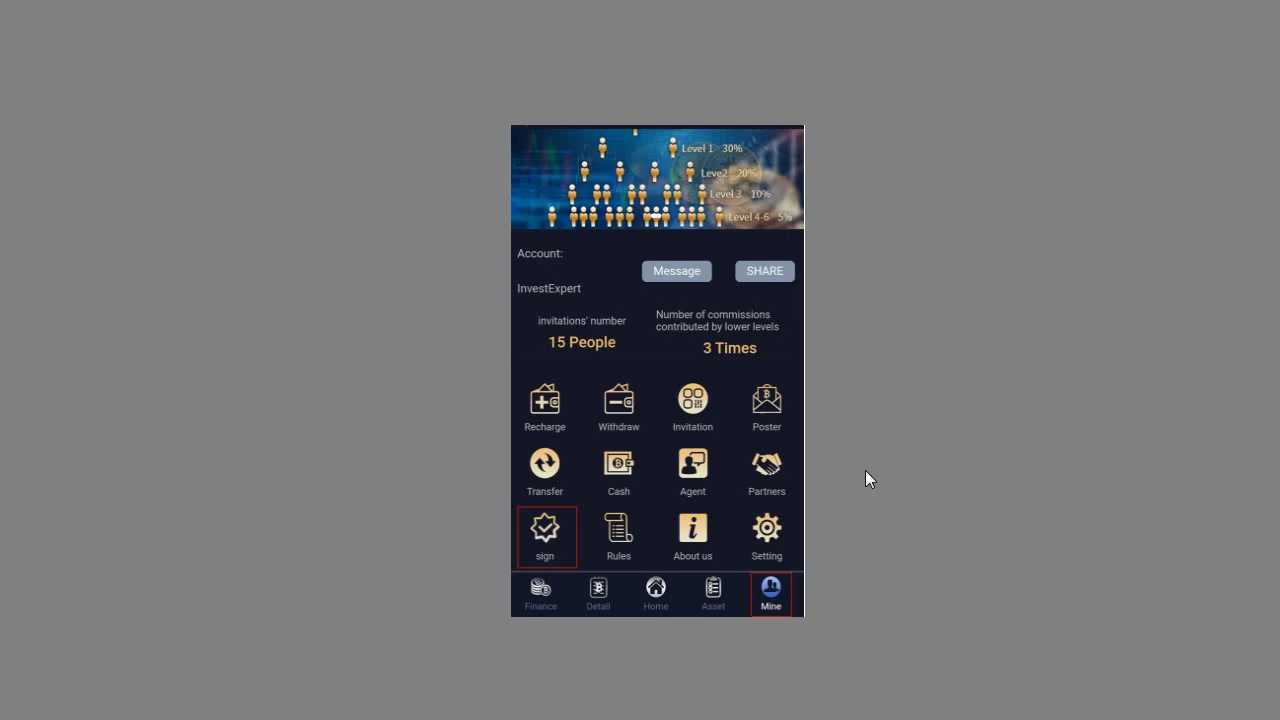 Level 1 30%
Leve2 20%
Level 3 10%
Level 4-6 5%
Account:
Message SHARE
InvestExpert
invitations' number
15 People
Number of commissions
contributed by lower levels
3 Times
Recharge Withdraw Invitation Poster
Transfer Cash Agent Partners
sign Rules About us Setting
Finance Detail Home Asset Mine